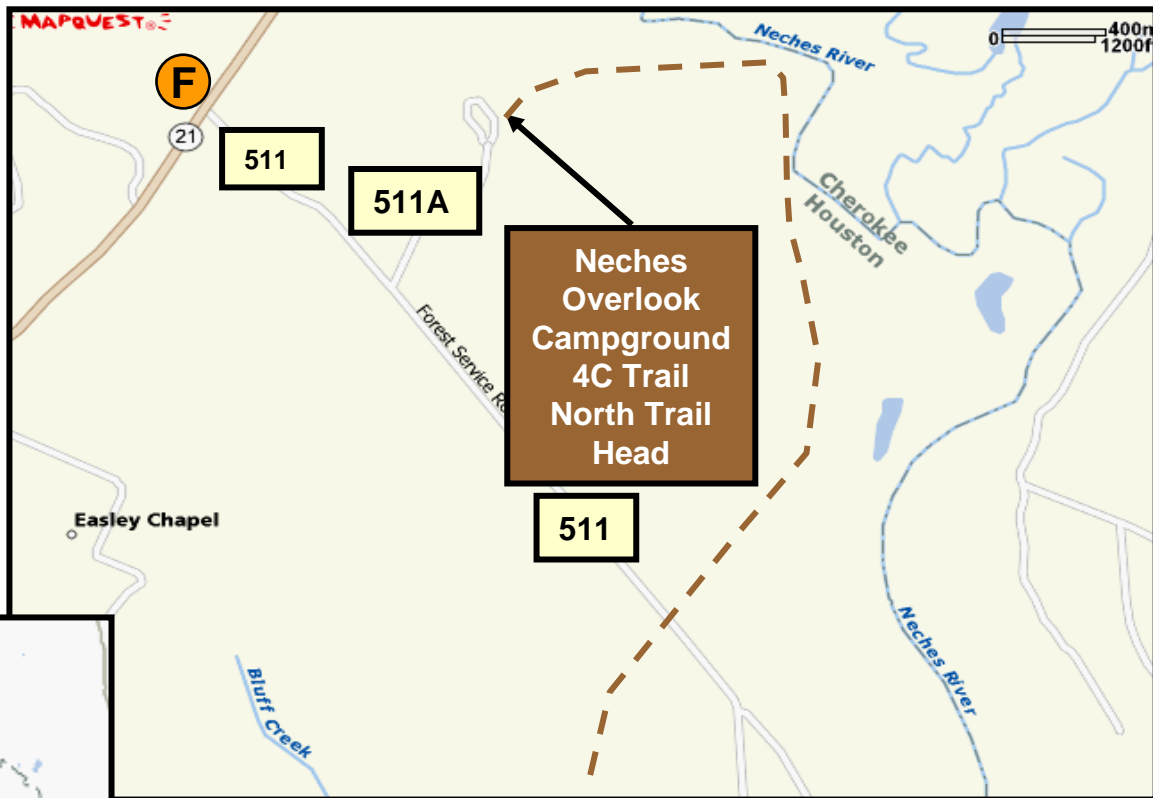 MAPQUEST
Neches River
0
400m
1200ft
F
21
511
511A
Cherokee
Houston
Neches
Overlook
Campground
4C Trail
North Trail
Head
Forest Service
511
Easley Chapel
Neches River
Bluff Creek